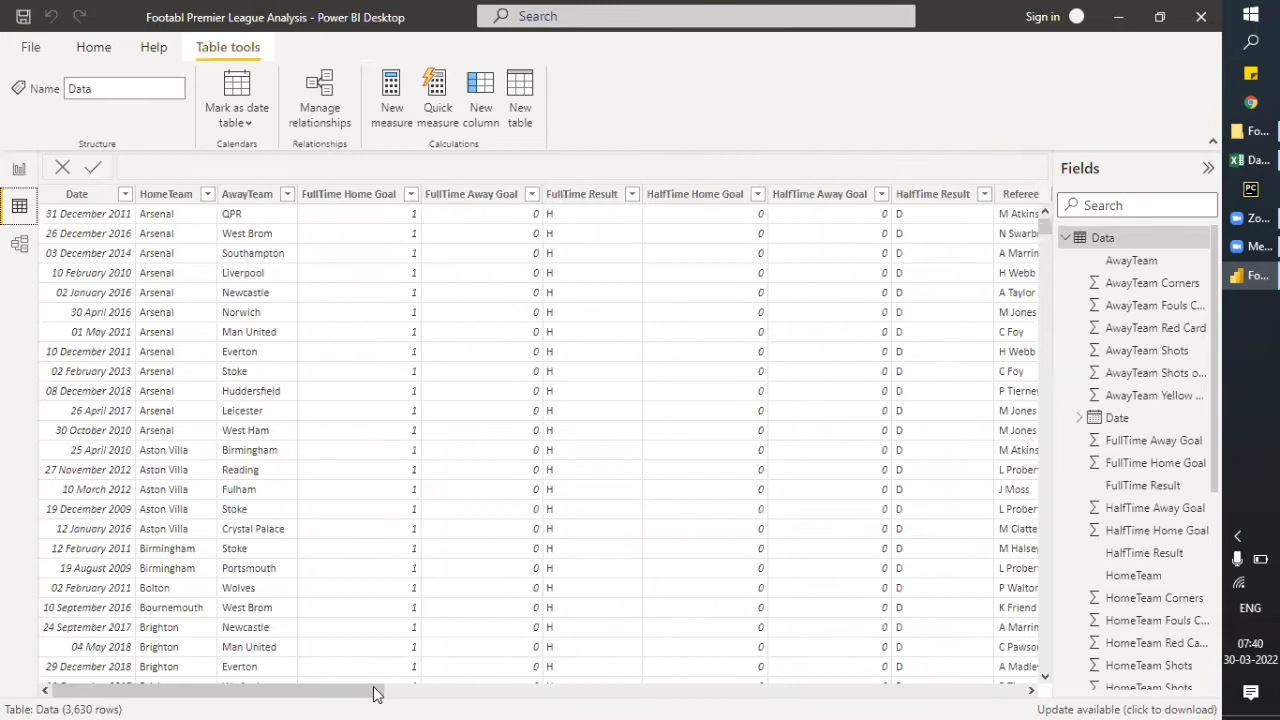 Footabl Premier League Analysis - Power BI Desktop
Search
Sign in
File Home Help Table tools
Name Data
Mark as date table
Manage relationships
New measure
Quick measure
New column
New table
Structure Calendars Relationships Calculations
Date HomeTeam AwayTeam FullTime Home Goal FullTime Away Goal FullTime Result HalfTime Home Goal HalfTime Away Goal HalfTime Result Referee
31 December 2011 Arsenal QPR 1 0 H 0 0 D M Atkins
26 December 2016 Arsenal West Brom 1 0 H 0 0 D N Swarb
03 December 2014 Arsenal Southampton 1 0 H 0 0 D A Marrin
10 February 2010 Arsenal Liverpool 1 0 H 0 0 D H Webb
02 January 2016 Arsenal Newcastle 1 0 H 0 0 D A Taylor
30 April 2016 Arsenal Norwich 1 0 H 0 0 D M Jones
01 May 2011 Arsenal Man United 1 0 H 0 0 D C Foy
10 December 2011 Arsenal Everton 1 0 H 0 0 D H Webb
02 February 2013 Arsenal Stoke 1 0 H 0 0 D C Foy
08 December 2018 Arsenal Huddersfield 1 0 H 0 0 D P Tierne
26 April 2017 Arsenal Leicester 1 0 H 0 0 D M Jones
30 October 2010 Arsenal West Ham 1 0 H 0 0 D M Jones
25 April 2010 Aston Villa Birmingham 1 0 H 0 0 D M Atkins
27 November 2012 Aston Villa Reading 1 0 H 0 0 D L Prober
10 March 2012 Aston Villa Fulham 1 0 H 0 0 D J Moss
19 December 2009 Aston Villa Stoke 1 0 H 0 0 D L Prober
12 January 2016 Aston Villa Crystal Palace 1 0 H 0 0 D M Clatte
12 February 2011 Birmingham Stoke 1 0 H 0 0 D M Halse
19 August 2009 Birmingham Portsmouth 1 0 H 0 0 D L Prober
02 February 2011 Bolton Wolves 1 0 H 0 0 D P Walton
10 September 2016 Bournemouth West Brom 1 0 H 0 0 D K Friend
24 September 2017 Brighton Newcastle 1 0 H 0 0 D A Marrin
04 May 2018 Brighton Man United 1 0 H 0 0 D C Pawso
29 December 2018 Brighton Everton 1 0 H 0 0 D A Madle
Table: Data (3,630 rows)
Update available (click to download)
Fields
Search
Data
AwayTeam
AwayTeam Corners
AwayTeam Fouls C...
AwayTeam Red Card
AwayTeam Shots
AwayTeam Shots o...
AwayTeam Yellow ...
Date
FullTime Away Goal
FullTime Home Goal
FullTime Result
HalfTime Away Goal
HalfTime Home Goal
HalfTime Result
HomeTeam
HomeTeam Corners
HomeTeam Fouls C...
HomeTeam Red Ca...
HomeTeam Shots
HomeTeam Shots
Fo...
Da...
PC
Zo...
Me...
Fo...
ENG
07:40
30-03-2022